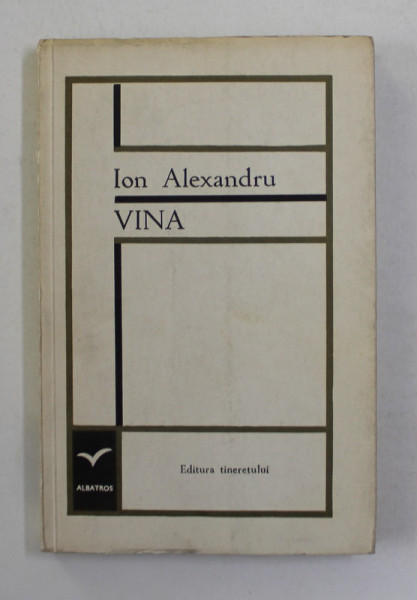 Ion Alexandru
VINA
Editura tineretului
ALBATROS